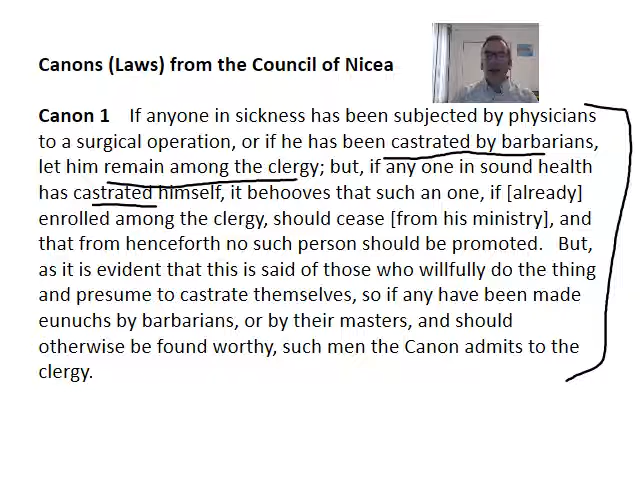 Canons (Laws) from the Council of Nicea
Canon 1 If anyone in sickness has been subjected by physicians
to a surgical operation, or if he has been castrated by barbarians,
let him remain among the clergy; but, if any one in sound health
has castrated himself, it behooves that such an one, if [already]
enrolled among the clergy, should cease [from his ministry], and
that from henceforth no such person should be promoted. But,
as it is evident that this is said of those who willfully do the thing
and presume to castrate themselves, so if any have been made
eunuchs by barbarians, or by their masters, and should
otherwise be found worthy, such men the Canon admits to the
clergy.